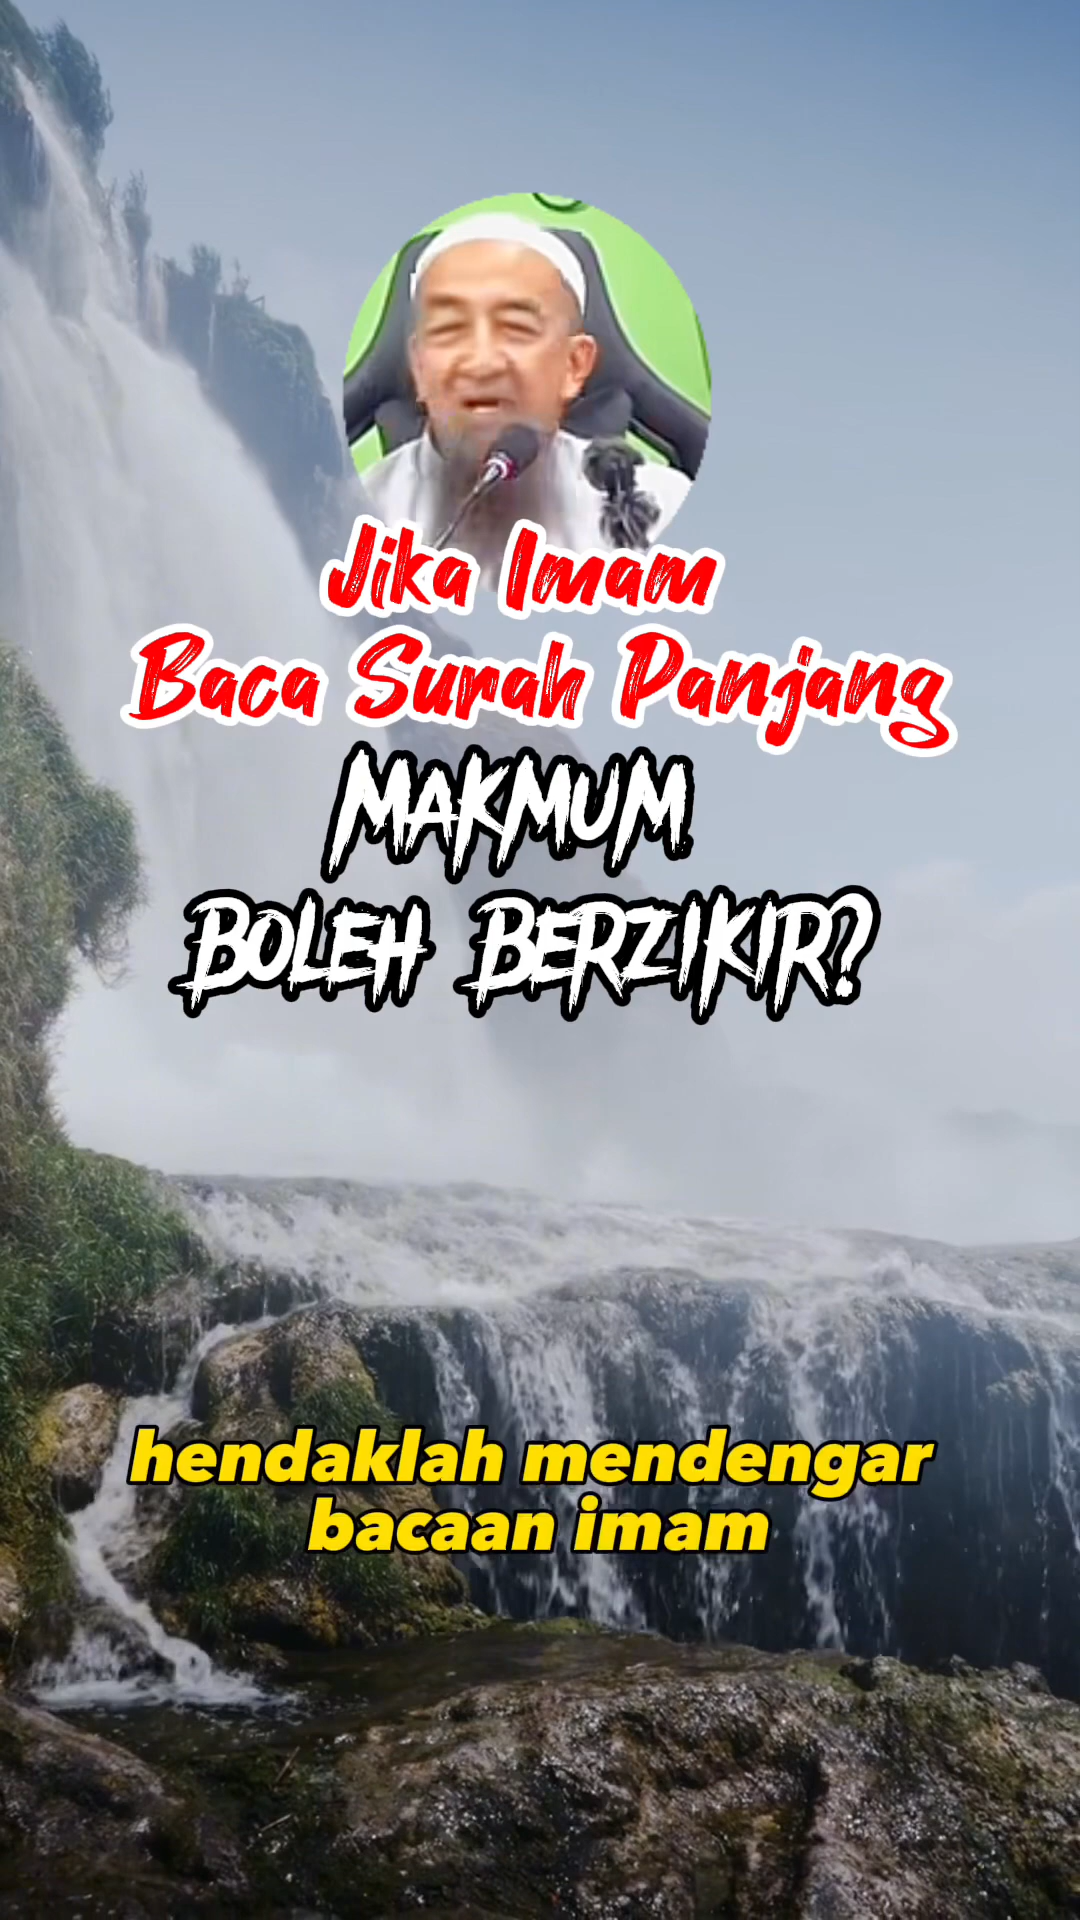 Jika Imam
Baca Surah Panjang
MAKMUM
BOLEH BERZIKIR?
hendaklah mendengar
bacaan imam